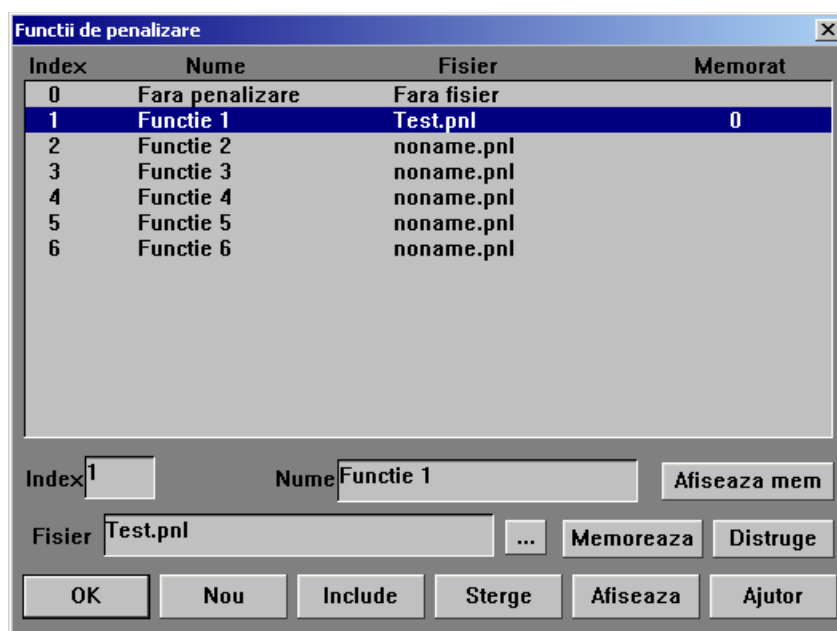 Functii de penalizare
Index Nume Fisier Memorat
0 Fara penalizare Fara fisier
1 Functie 1 Test.pnl 0
2 Functie 2 noname.pnl
3 Functie 3 noname.pnl
4 Functie 4 noname.pnl
5 Functie 5 noname.pnl
6 Functie 6 noname.pnl
Index 1 Nume Functie 1 Afiseaza mem
Fisier Test.pnl ... Memoreaza Distruge
OK Nou Include Sterge Afiseaza Ajutor